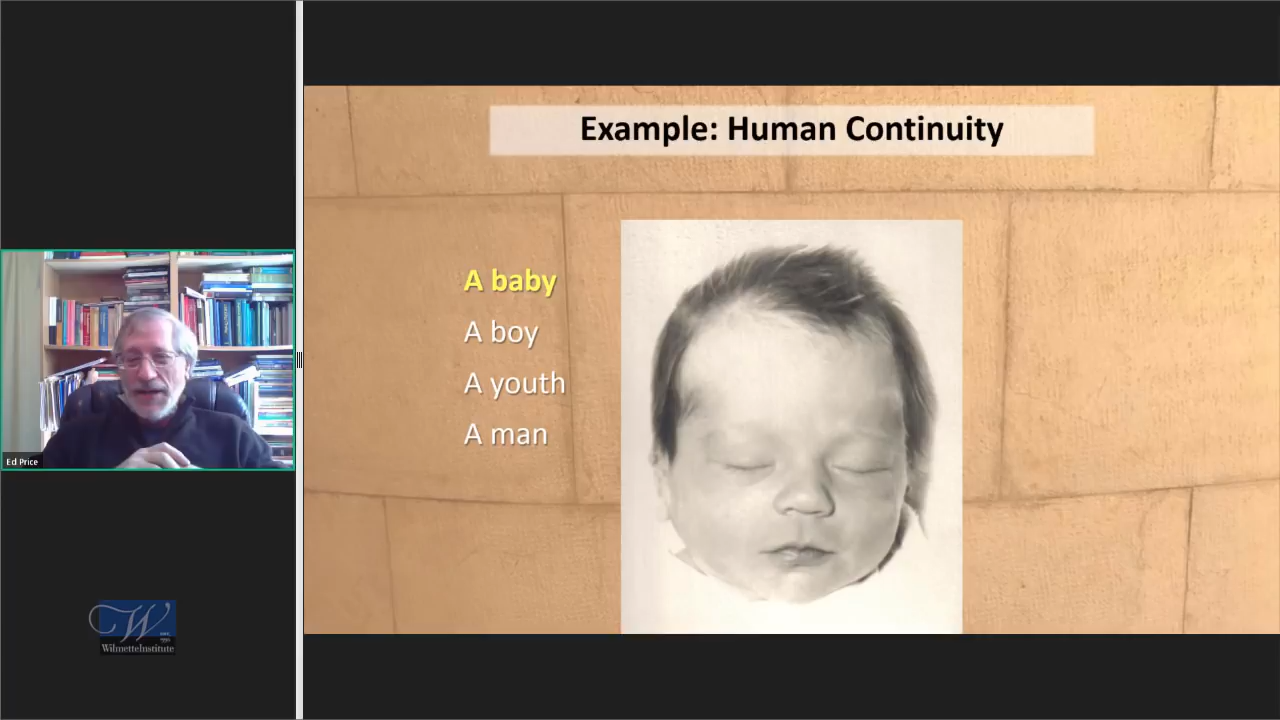 Example: Human Continuity
A baby
A boy
A youth
A man
Ed Price
W
WilmetteInstitute